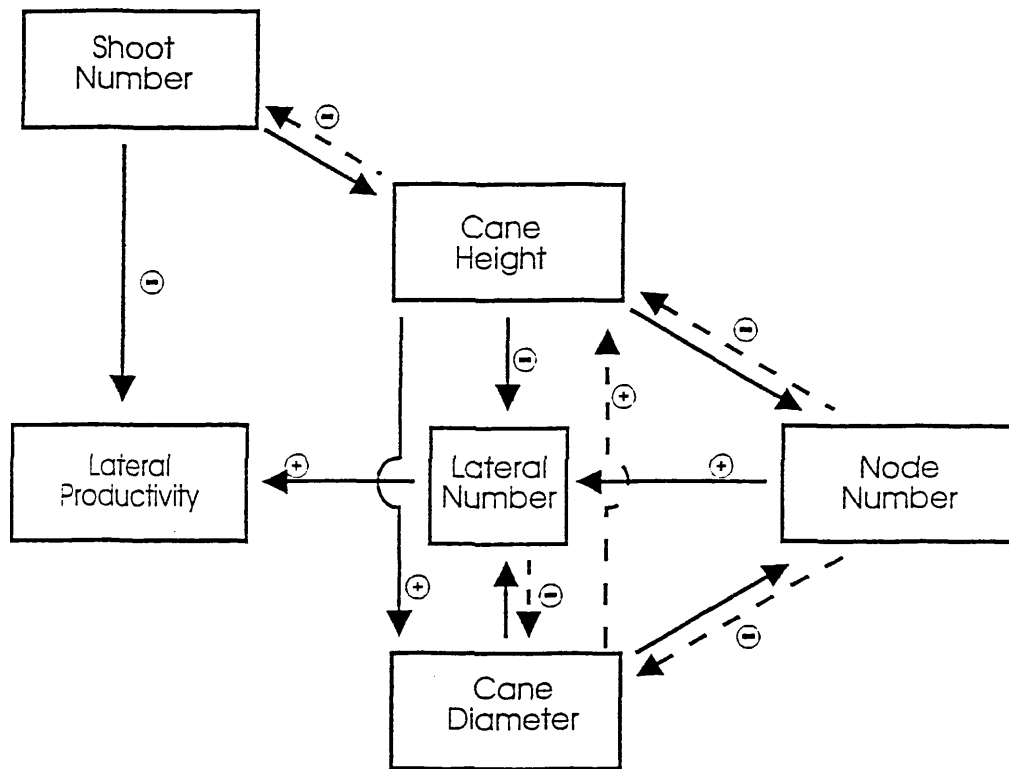 Shoot
Number
⊖
Cane
Height
⊖
⊖
⊖
⊕
Lateral
Productivity
⊕
Lateral
Number
⊕
Node
Number
⊕
⊖
⊖
Cane
Diameter